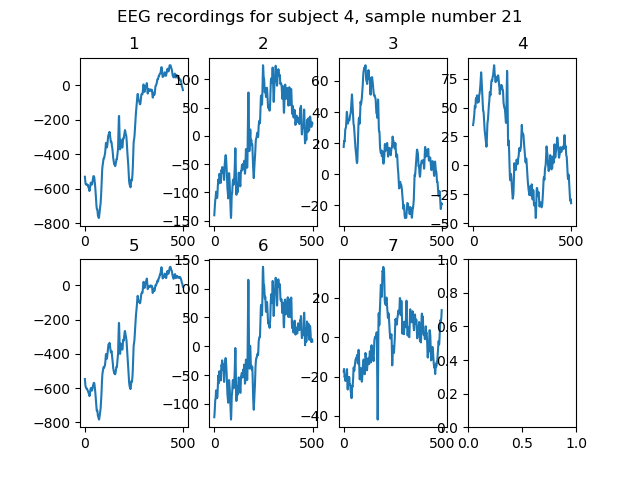 EEG recordings for subject 4, sample number 21
1 2 3 4
0 −200 −400 −600 −800 0 500
100 50 0 −50 −100 −150 0 500
60 40 20 0 −20 0 500
75 50 25 0 −25 −50 0 500
5 6 7
0 −200 −400 −600 −800 0 500
150 100 50 0 −50 −100 0 500
40 20 0 −20 −40 0 500
1.0 0.8 0.6 0.4 0.2 0.0 0.0 0.5 1.0